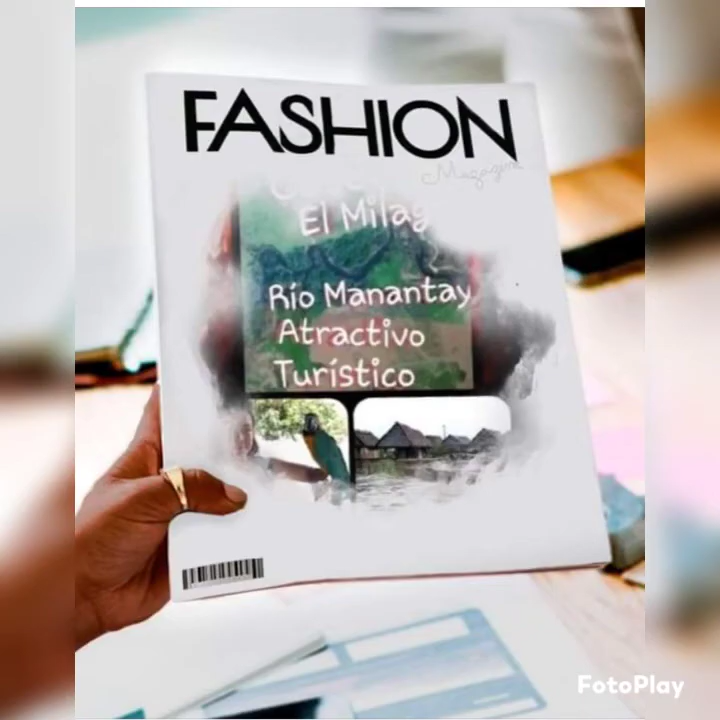 FASHION
Magazine
El Milag
Río Manantay
Atractivo
Turístico
FotoPlay